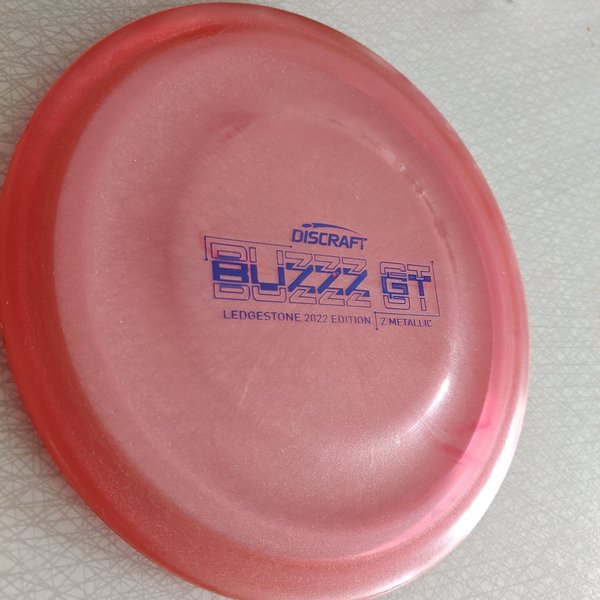 DISCRAFT
BUZZZ GT
LEDGESTONE 2022 EDITION Z METALLIC